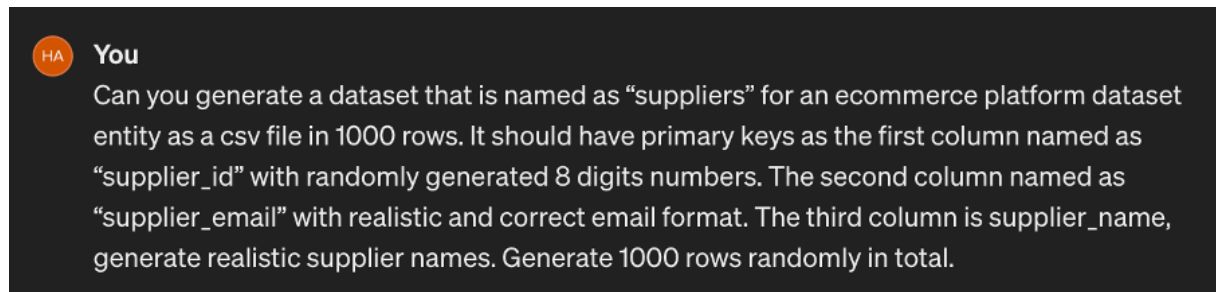 HA
You
Can you generate a dataset that is named as “suppliers” for an ecommerce platform dataset
entity as a csv file in 1000 rows. It should have primary keys as the first column named as
“supplier_id” with randomly generated 8 digits numbers. The second column named as
“supplier_email” with realistic and correct email format. The third column is supplier_name,
generate realistic supplier names. Generate 1000 rows randomly in total.